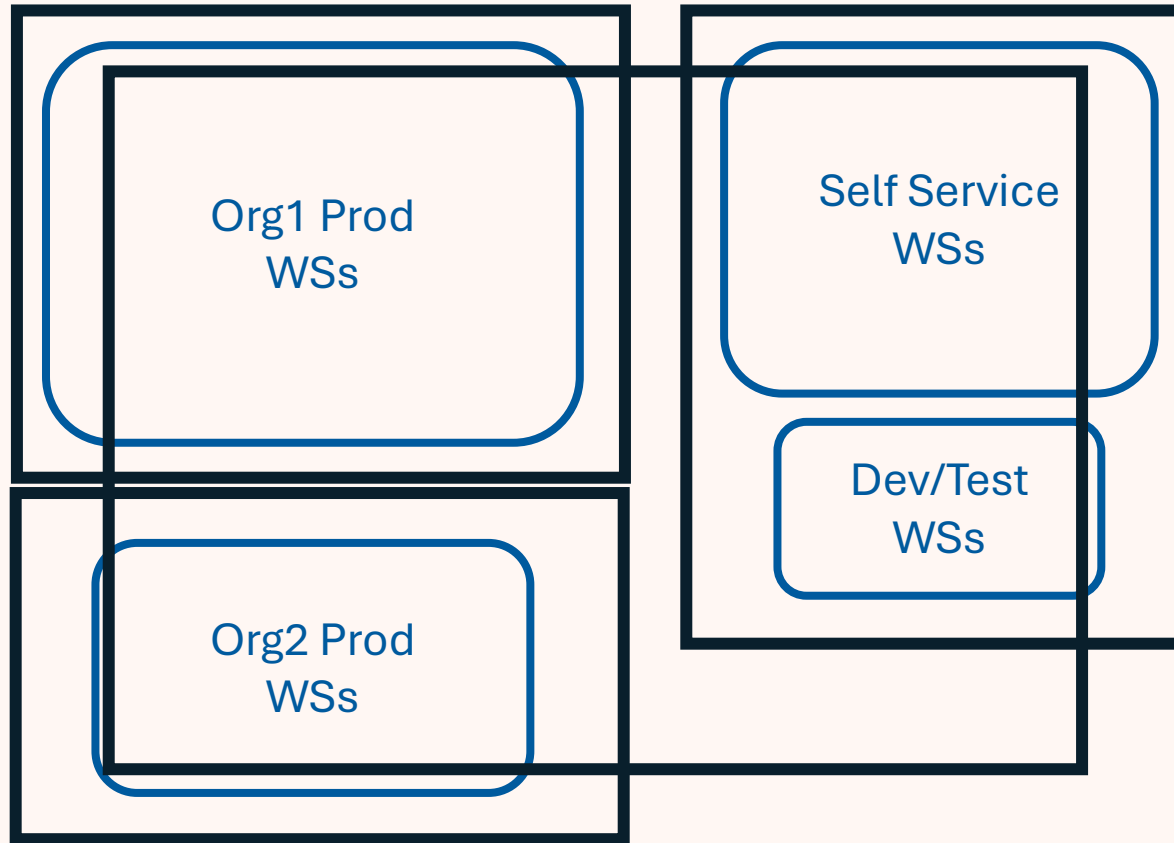 Org1 Prod
WSs
Self Service
WSs
Dev/Test
WSs
Org2 Prod
WSs